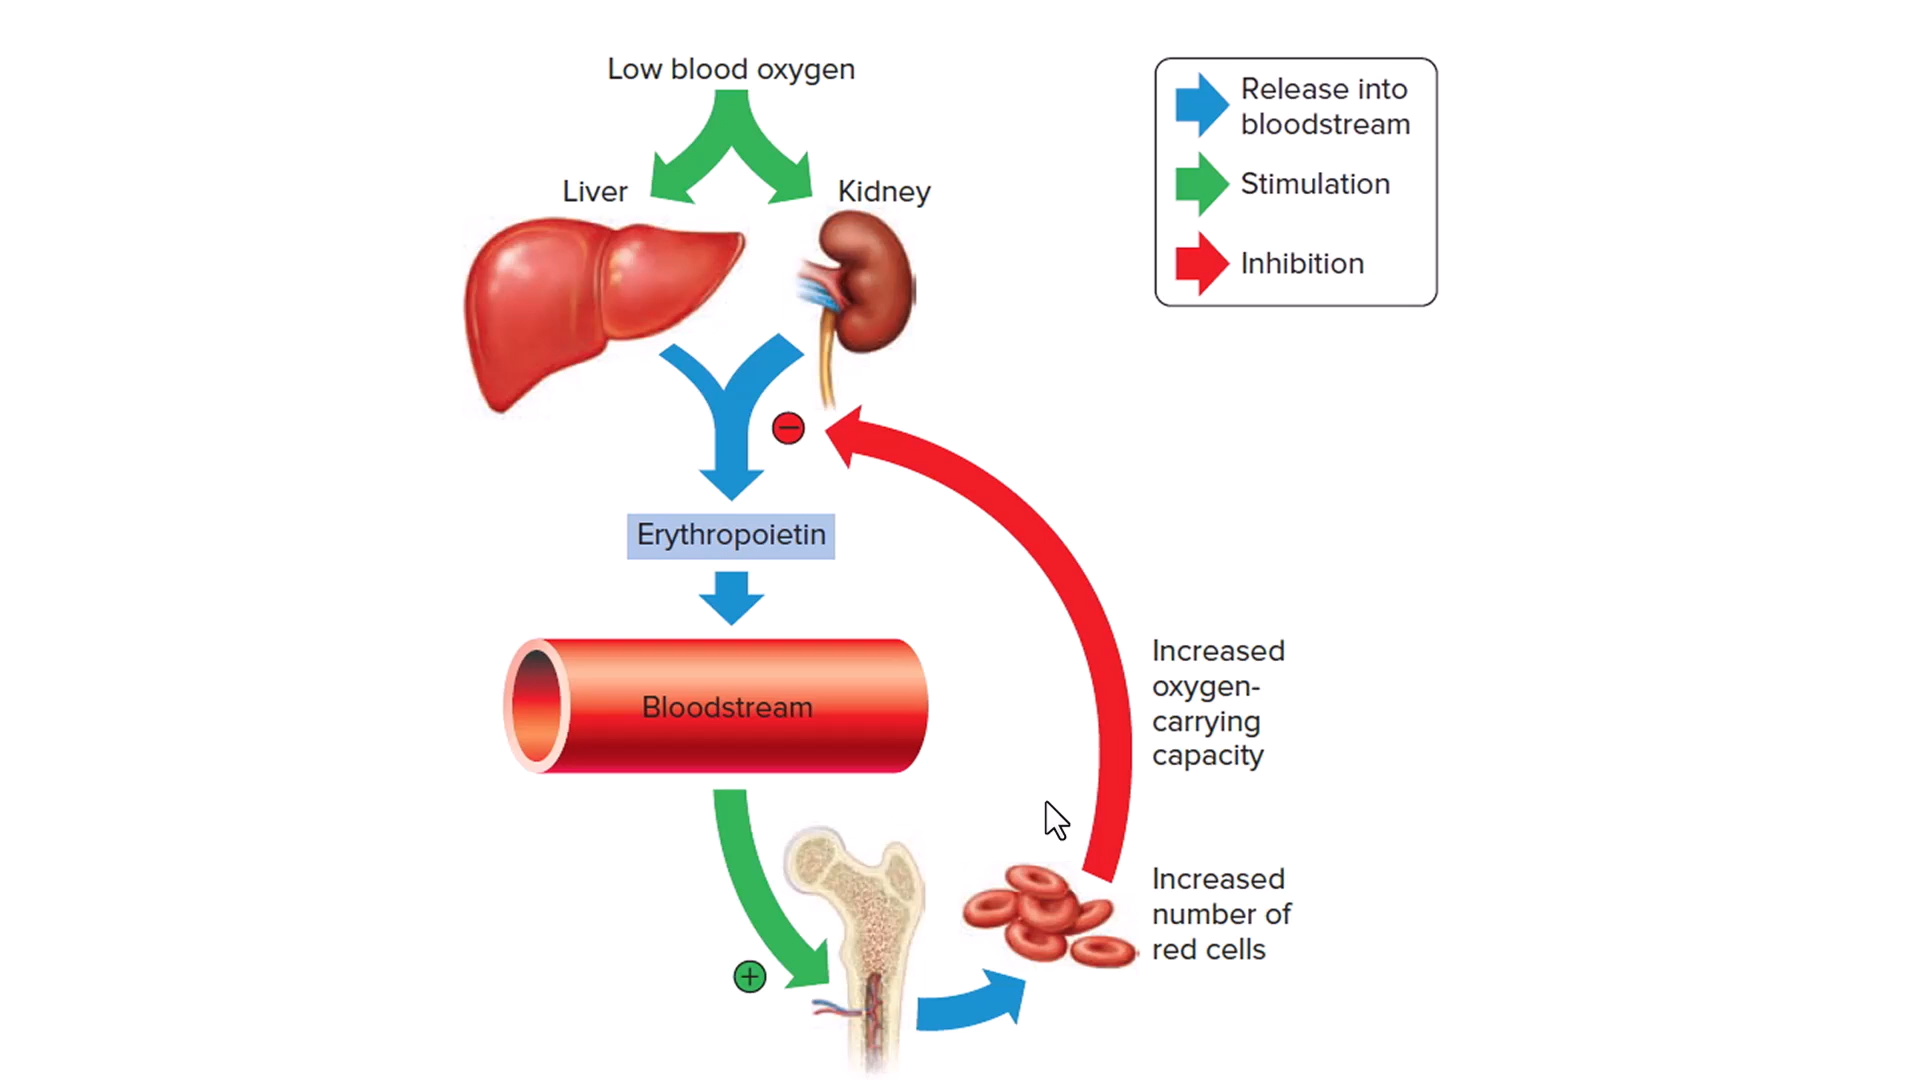 Low blood oxygen
Liver
Kidney
Release into
bloodstream
Stimulation
Inhibition
−
Erythropoietin
Bloodstream
Increased
oxygen-
carrying
capacity
Increased
number of
red cells
+